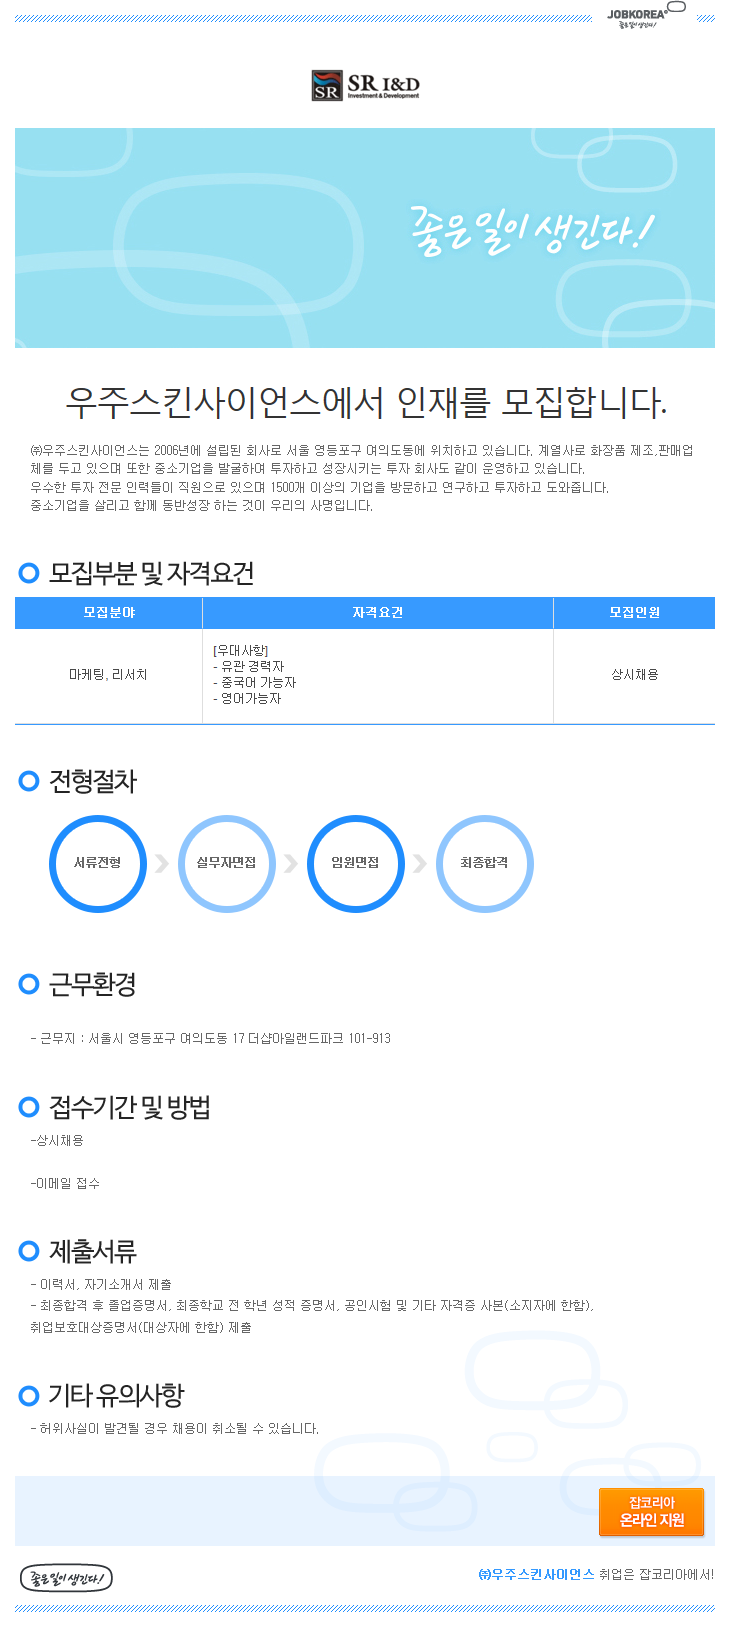 JOBKOREA
좋은일이생긴다!
SR
SR I&D
Investment & Development
좋은 일이 생긴다!
우주스킨사이언스에서 인재를 모집합니다.
㈜우주스킨사이언스는 2006년에 설립된 회사로 서울 영등포구 여의도동에 위치하고 있습니다. 계열사로 화장품 제조,판매업
체를 두고 있으며 또한 중소기업을 발굴하여 투자하고 성장시키는 투자 회사도 같이 운영하고 있습니다.
우수한 투자 전문 인력들이 직원으로 있으며 1500개 이상의 기업을 방문하고 연구하고 투자하고 도와줍니다.
중소기업을 살리고 함께 동반성장 하는 것이 우리의 사명입니다.
모집부분 및 자격요건
모집분야 자격요건 모집인원
마케팅, 리서치
[우대사항]
- 유관 경력자
- 중국어 가능자
- 영어가능자
상시채용
전형절차
서류전형 실무자면접 임원면접 최종합격
근무환경
- 근무지 : 서울시 영등포구 여의도동 17 더샵아일랜드파크 101-913
접수기간 및 방법
-상시채용
-이메일 접수
제출서류
- 이력서, 자기소개서 제출
- 최종합격 후 졸업증명서, 최종학교 전 학년 성적 증명서, 공인시험 및 기타 자격증 사본(소지자에 한함),
취업보호대상증명서(대상자에 한함) 제출
기타 유의사항
- 허위사실이 발견될 경우 채용이 취소될 수 있습니다.
잡코리아
온라인 지원
좋은일이생긴다!
㈜우주스킨사이언스 취업은 잡코리아에서!